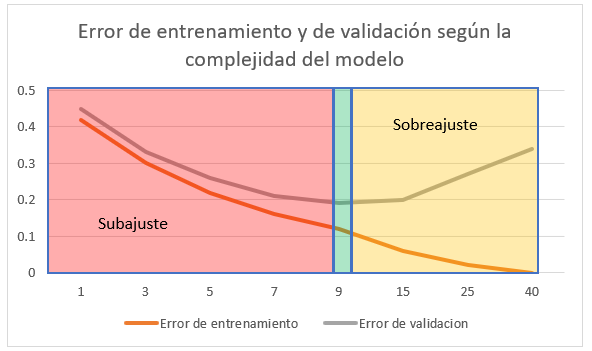 Error de entrenamiento y de validación según la
complejidad del modelo
0.5
0.4
0.3
0.2
0.1
0
Sobreajuste
Subajuste
1 3 5 7 9 15 25 40
Error de entrenamiento Error de validacion